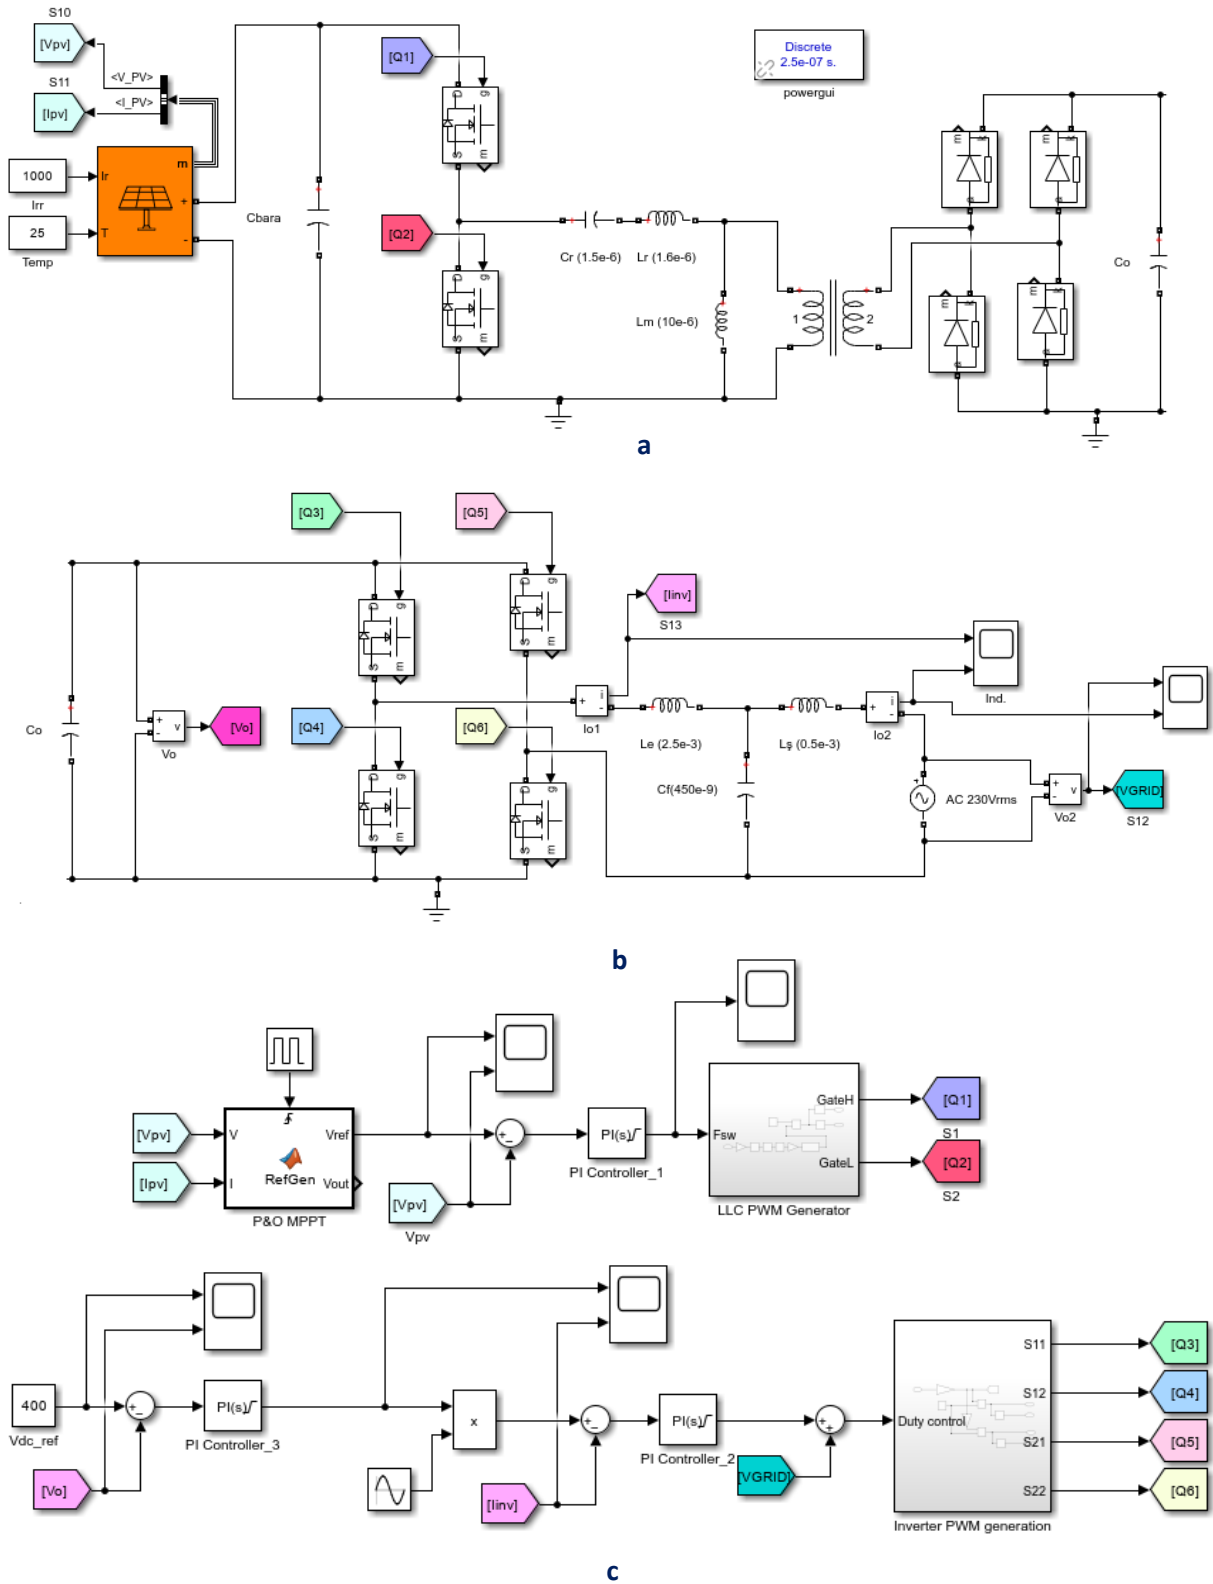 S10
[Vpv]
<V_PV>
S11
<I_PV>
[Ipv]
1000
Irr
25
Temp
Ir
T
m
+
-
Cbara
[Q1]
D
g
S
m
[Q2]
D
g
S
m
Cr (1.5e-6)
Lr (1.6e-6)
Lm (10e-6)
1
2
Discrete
2.5e-07 s.
powergui
m
a
m
m
a
m
a
Co
a
[Q3]
[Q5]
D
g
S
m
D
g
S
m
[Iinv]
S13
Co
+
-
v
Vo
[Vo]
[Q4]
[Q6]
D
g
S
m
D
g
S
m
+
i
-
Io1
Le (2.5e-3)
Lş (0.5e-3)
Cf(450e-9)
+
i
-
Io2
Ind.
+
AC 230Vrms
+
-
v
Vo2
[VGRID]
S12
b
[Vpv]
[Ipv]
V
I
Vref
RefGen
Vout
P&O MPPT
[Vpv]
Vpv
+
-
PI(s)
PI Controller_1
Fsw
GateH
GateL
LLC PWM Generator
[Q1]
S1
[Q2]
S2
400
Vdc_ref
[Vo]
+
-
PI(s)
PI Controller_3
x
[Iinv]
+
-
PI(s)
PI Controller_2
[VGRID]
+
+
Duty control
S11
S12
S21
S22
Inverter PWM generation
[Q3]
[Q4]
[Q5]
[Q6]
c